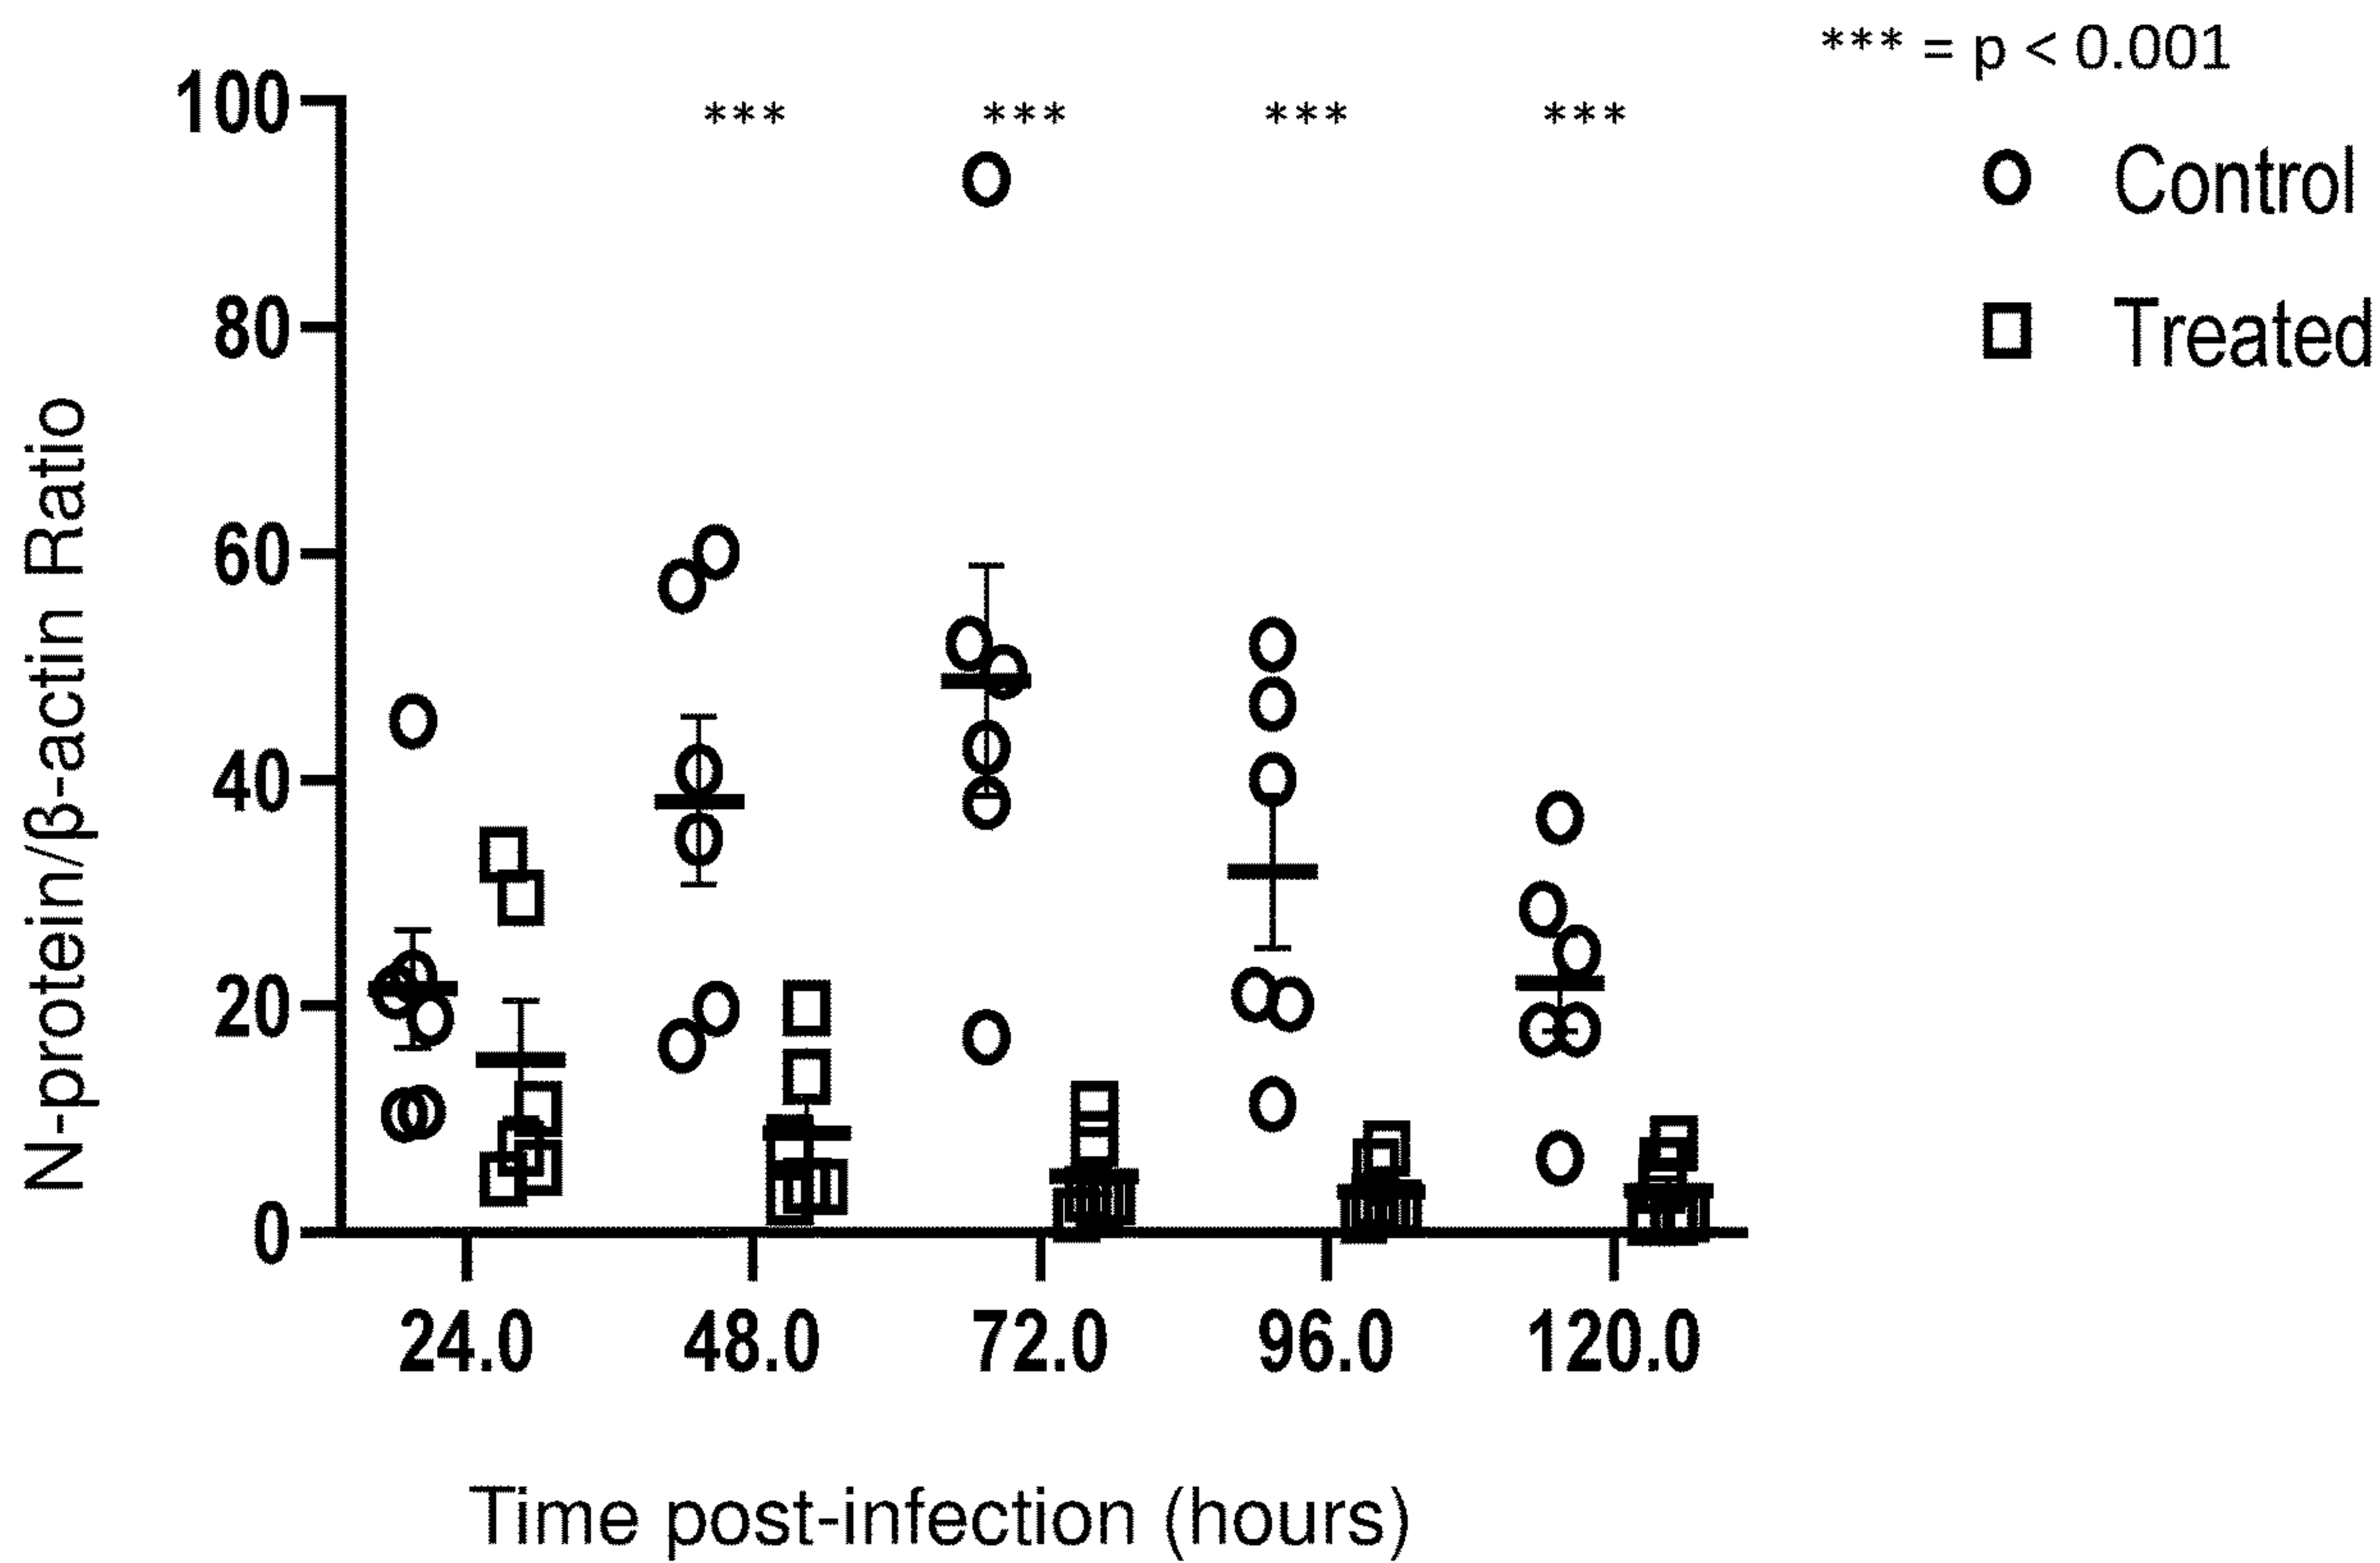 *** = p < 0.001
*** *** *** ***
Control
Treated
N-protein/β-actin Ratio
100
80
60
40
20
0
24.0 48.0 72.0 96.0 120.0
Time post-infection (hours)